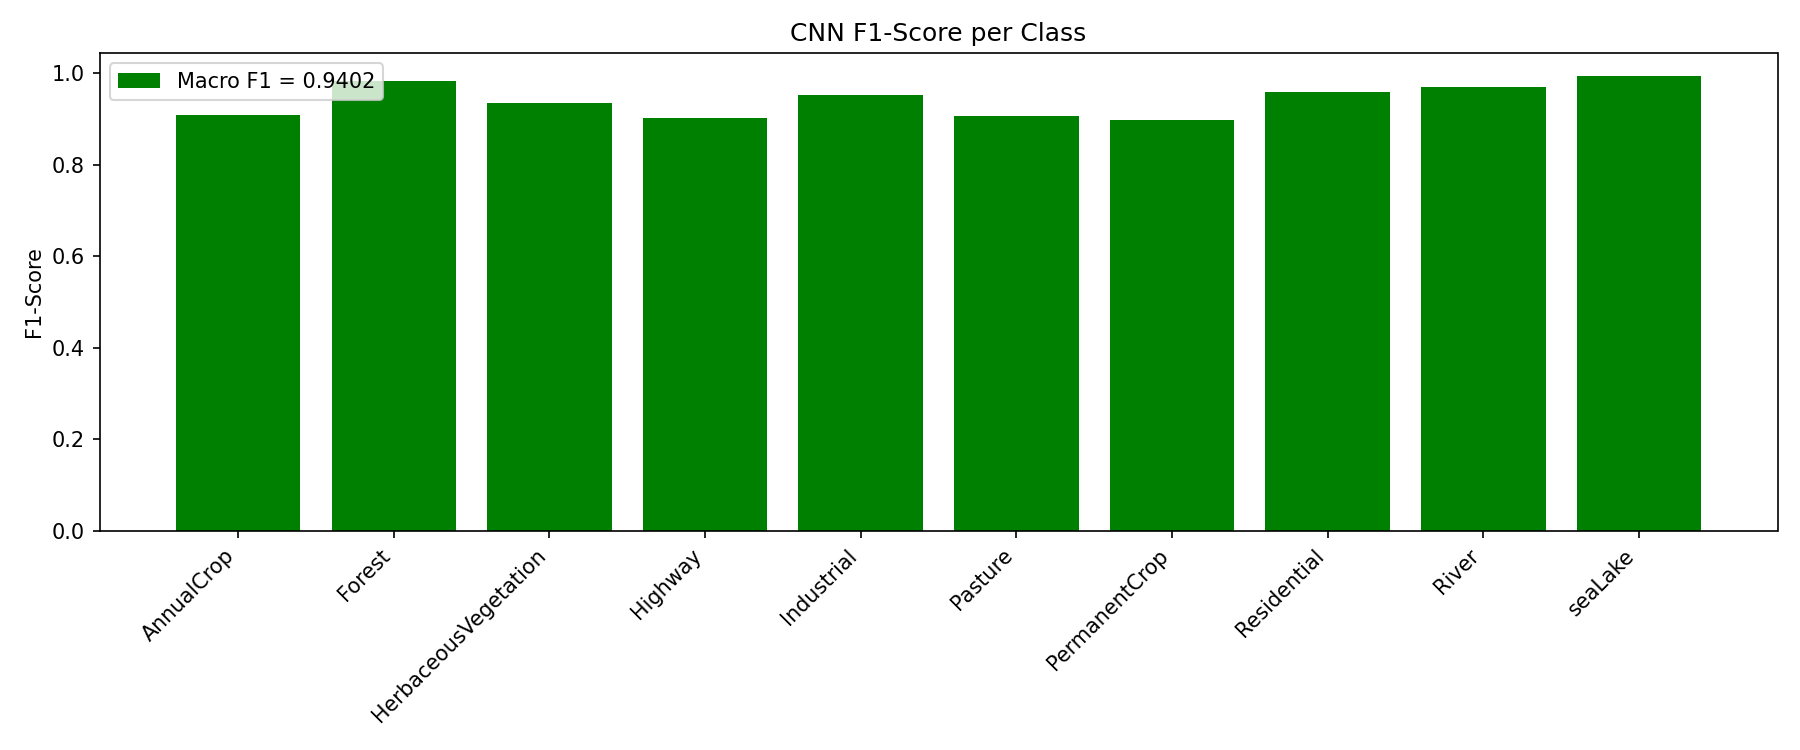 CNN F1-Score per Class
Macro F1 = 0.9402
F1-Score
1.0
0.8
0.6
0.4
0.2
0.0
AnnualCrop
Forest
HerbaceousVegetation
Highway
Industrial
Pasture
PermanentCrop
Residential
River
seaLake